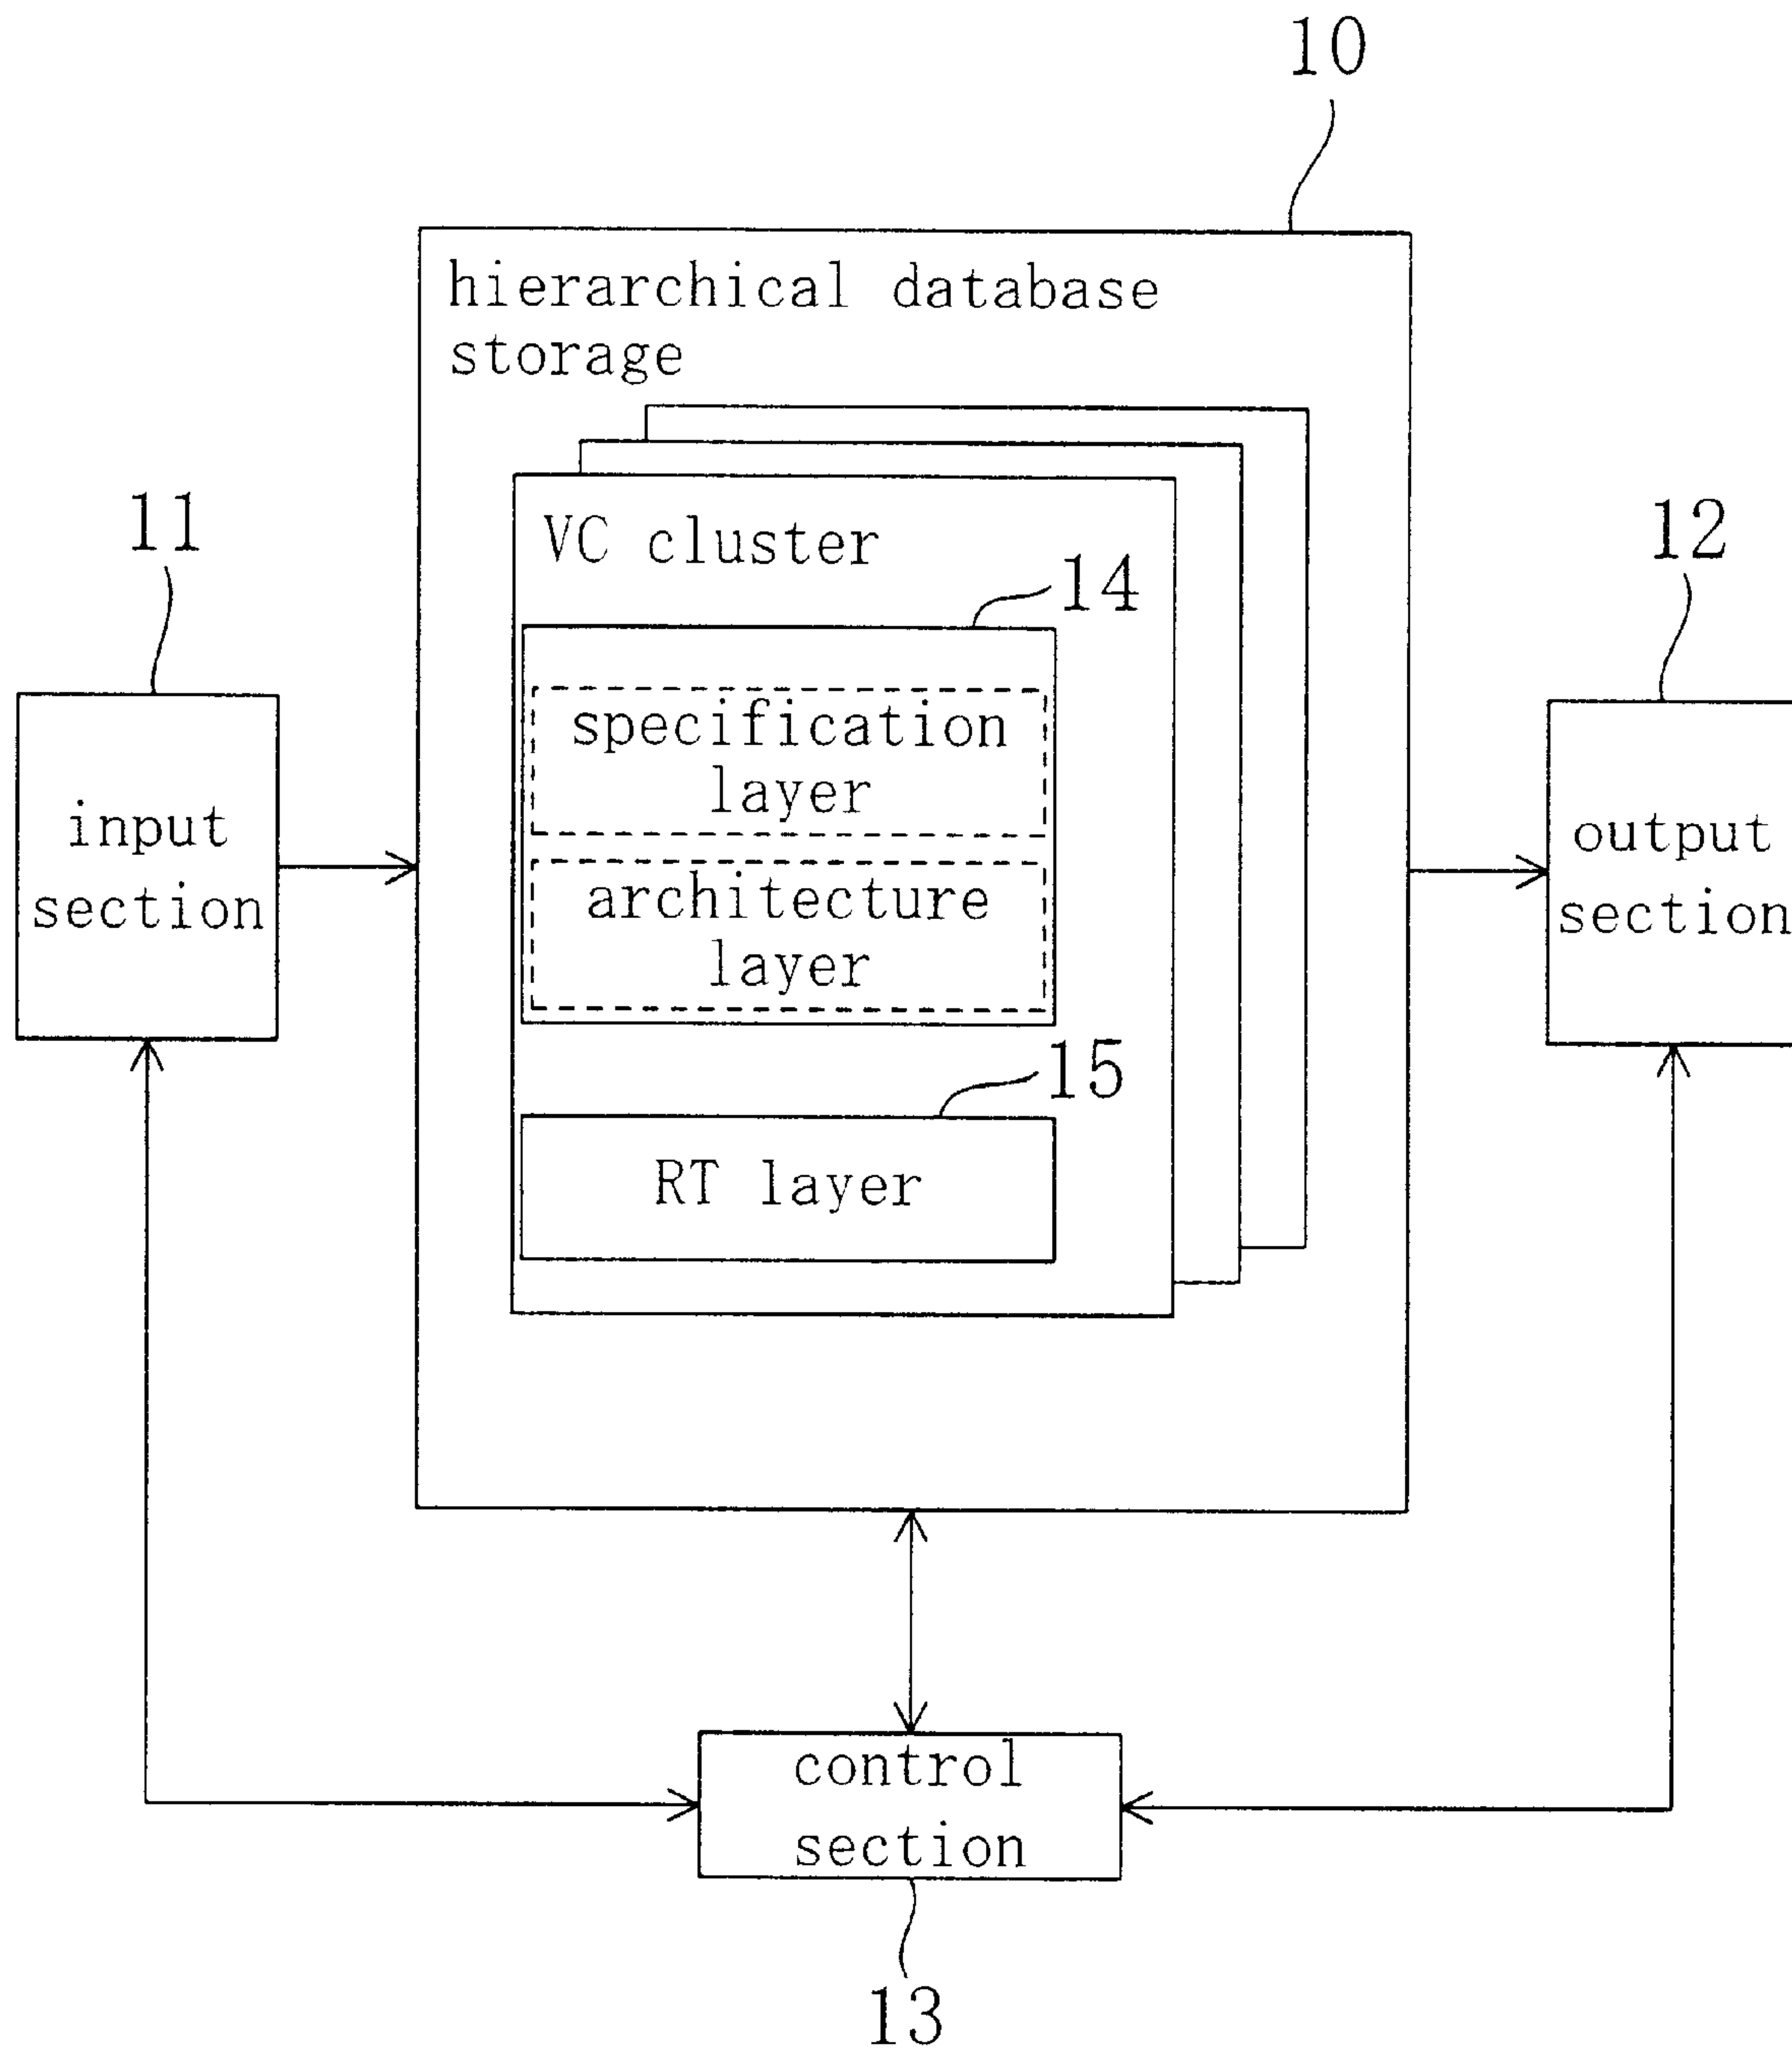 10
hierarchical database
storage
11
VC cluster
12
14
specification
layer
input
section
output
section
architecture
layer
15
RT layer
control
section
13